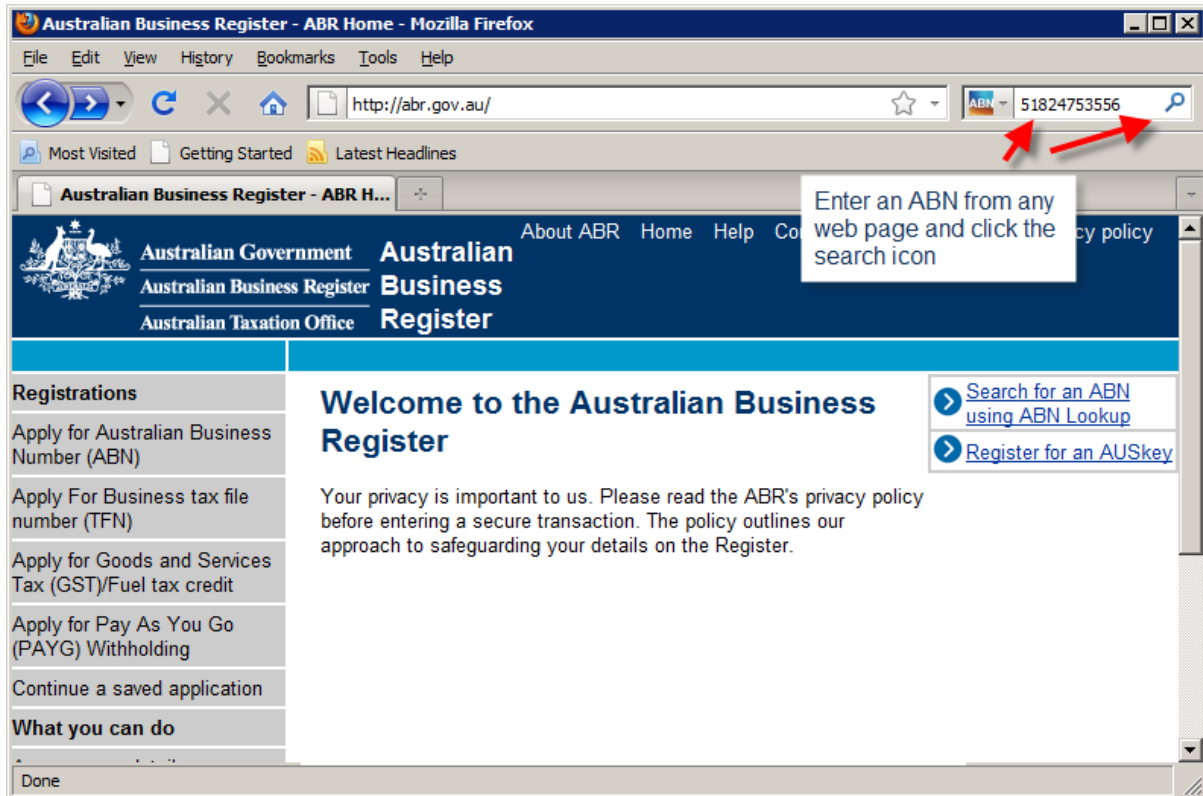 Australian Business Register - ABR Home - Mozilla Firefox
File Edit View History Bookmarks Tools Help
http://abr.gov.au/
ABN
51824753556
Most Visited Getting Started Latest Headlines
Australian Business Register - ABR H...
Enter an ABN from any
web page and click the
search icon
About ABR Home Help
cy policy
Australian Government
Australian Business Register
Australian Taxation Office
Australian
Business
Register
Registrations
Apply for Australian Business
Number (ABN)
Apply For Business tax file
number (TFN)
Apply for Goods and Services
Tax (GST)/Fuel tax credit
Apply for Pay As You Go
(PAYG) Withholding
Continue a saved application
What you can do
Welcome to the Australian Business
Register
Your privacy is important to us. Please read the ABR's privacy policy
before entering a secure transaction. The policy outlines our
approach to safeguarding your details on the Register.
Search for an ABN
using ABN Lookup
Register for an AUSkey
Done